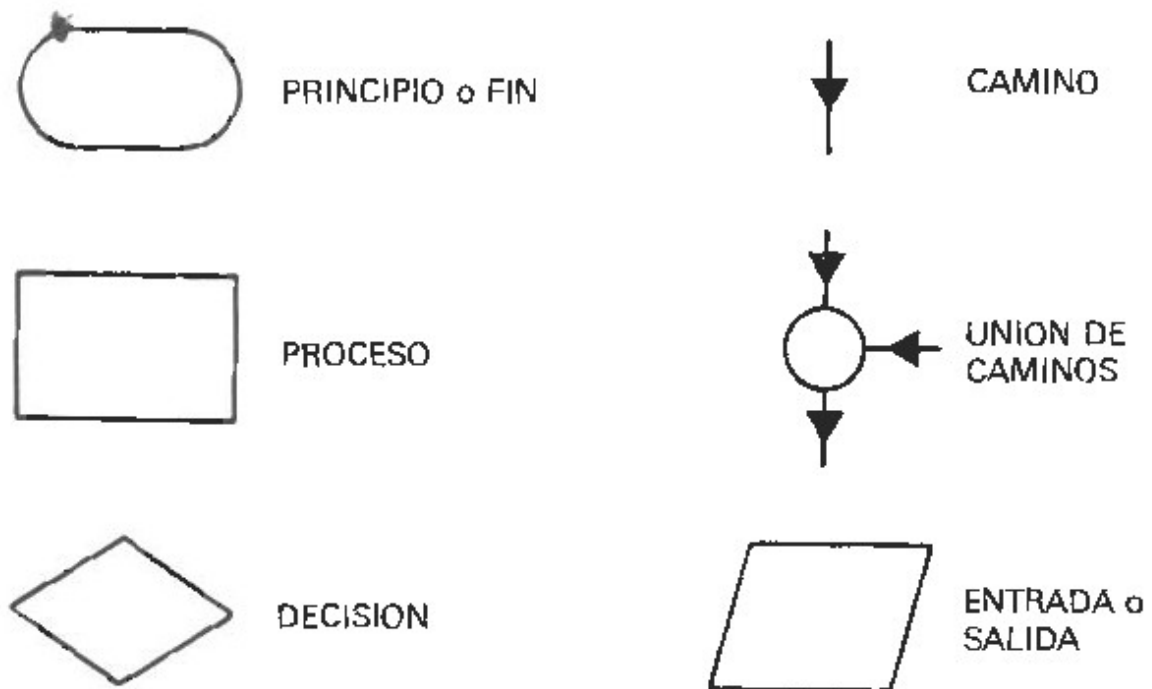 PRINCIPIO o FIN
CAMINO
PROCESO
UNION DE
CAMINOS
DECISION
ENTRADA o
SALIDA